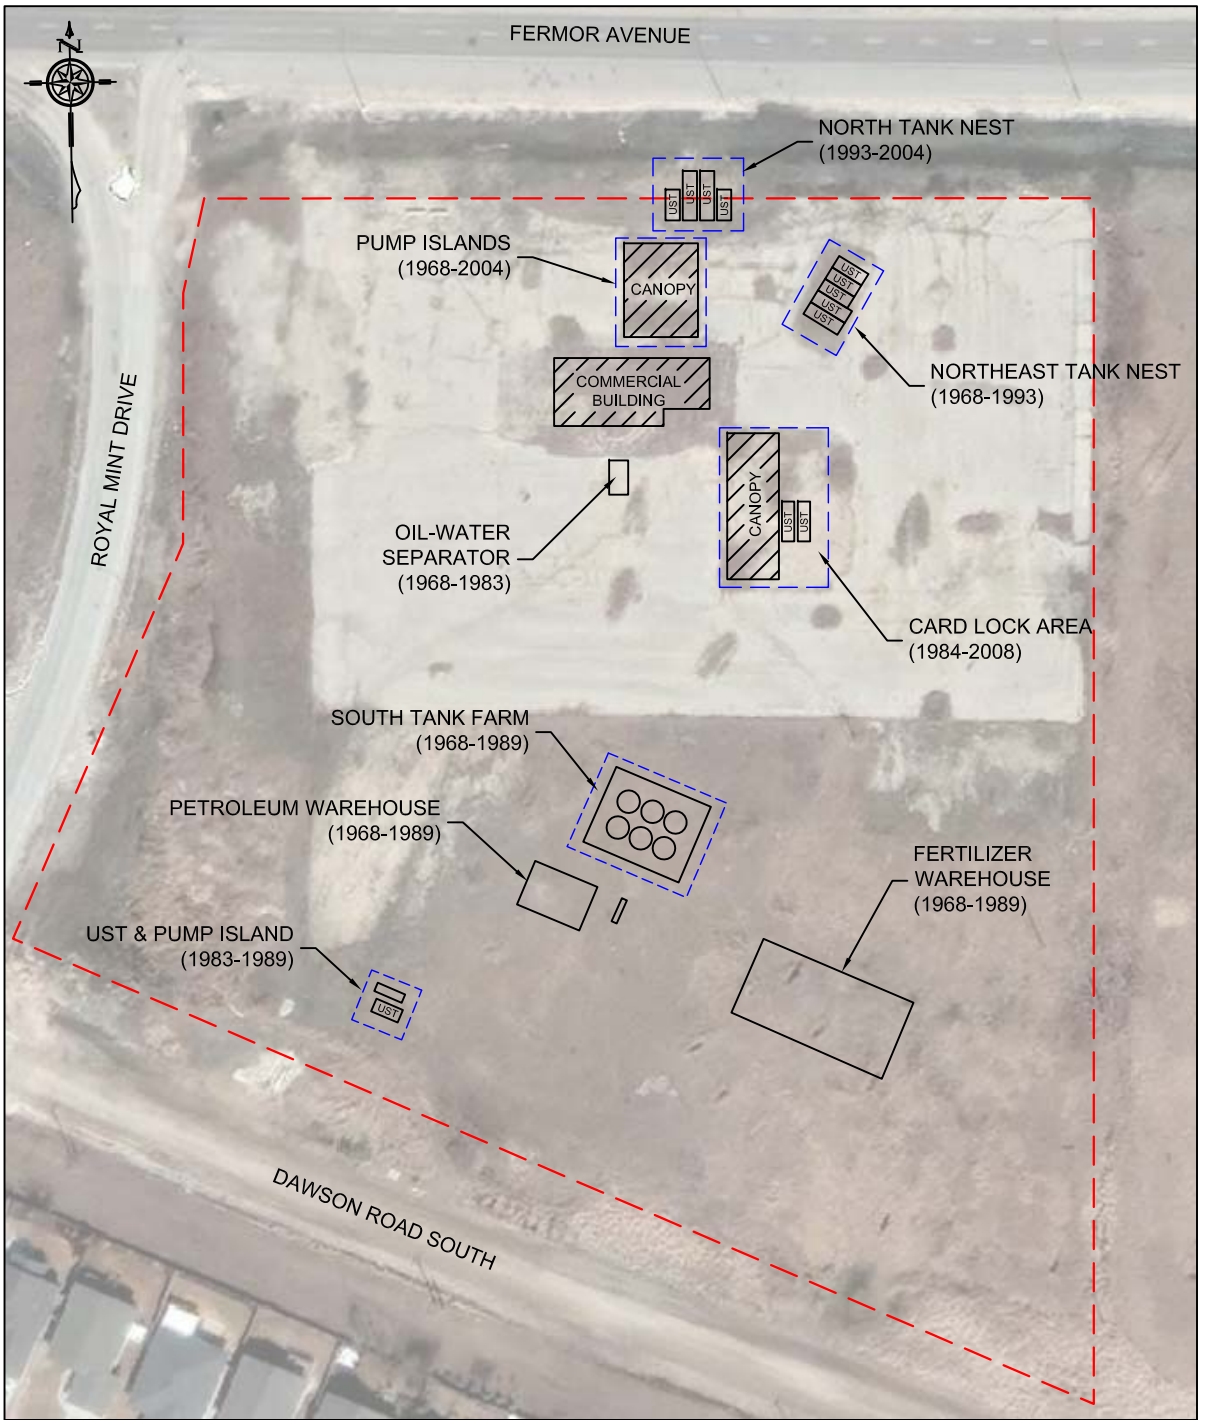 FERMOR AVENUE
N
NORTH TANK NEST
(1993-2004)
UST
UST
UST
UST
PUMP ISLANDS
(1968-2004)
CANOPY
UST
UST
UST
UST
UST
NORTHEAST TANK NEST
(1968-1993)
COMMERCIAL
BUILDING
ROYAL MINT DRIVE
CANOPY
UST
UST
OIL-WATER
SEPARATOR
(1968-1983)
CARD LOCK AREA
(1984-2008)
SOUTH TANK FARM
(1968-1989)
PETROLEUM WAREHOUSE
(1968-1989)
FERTILIZER
WAREHOUSE
(1968-1989)
UST & PUMP ISLAND
(1983-1989)
UST
DAWSON ROAD SOUTH